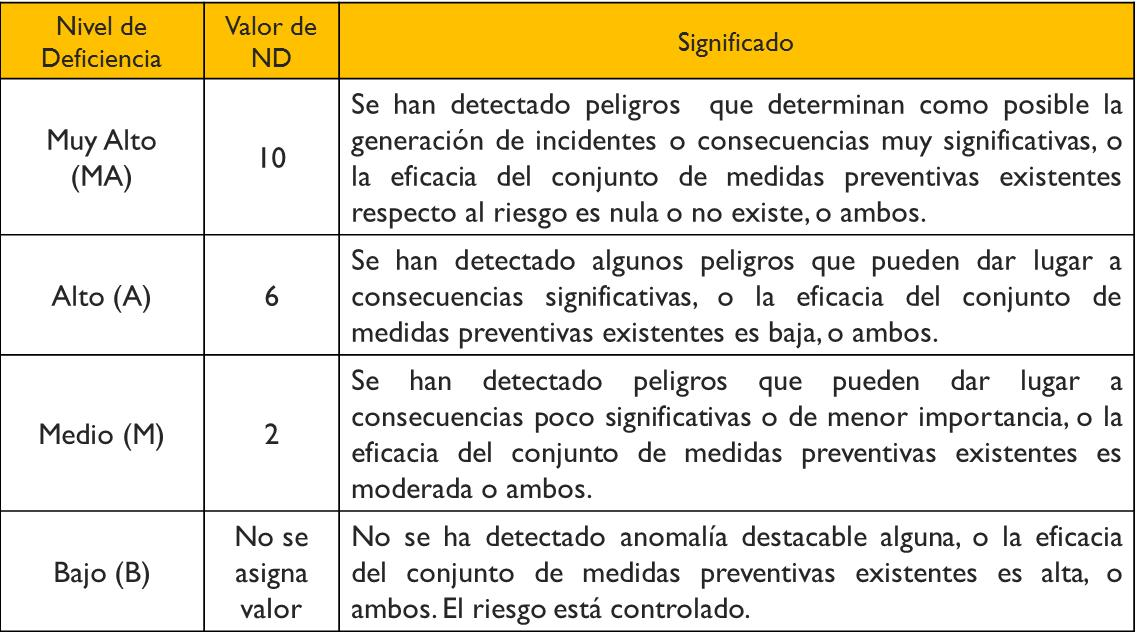 Nivel de
Deficiencia
Valor de
ND
Significado
Muy Alto
(MA)
10
Se han detectado peligros que determinan como posible la
generación de incidentes o consecuencias muy significativas, o
la eficacia del conjunto de medidas preventivas existentes
respecto al riesgo es nula o no existe, o ambos.
Alto (A)
6
Se han detectado algunos peligros que pueden dar lugar a
consecuencias significativas, o la eficacia del conjunto de
medidas preventivas existentes es baja, o ambos.
Medio (M)
2
Se han detectado peligros que pueden dar lugar a
consecuencias poco significativas o de menor importancia, o la
eficacia del conjunto de medidas preventivas existentes es
moderada o ambos.
Bajo (B)
No se
asigna
valor
No se ha detectado anomalía destacable alguna, o la eficacia
del conjunto de medidas preventivas existentes es alta, o
ambos. El riesgo está controlado.